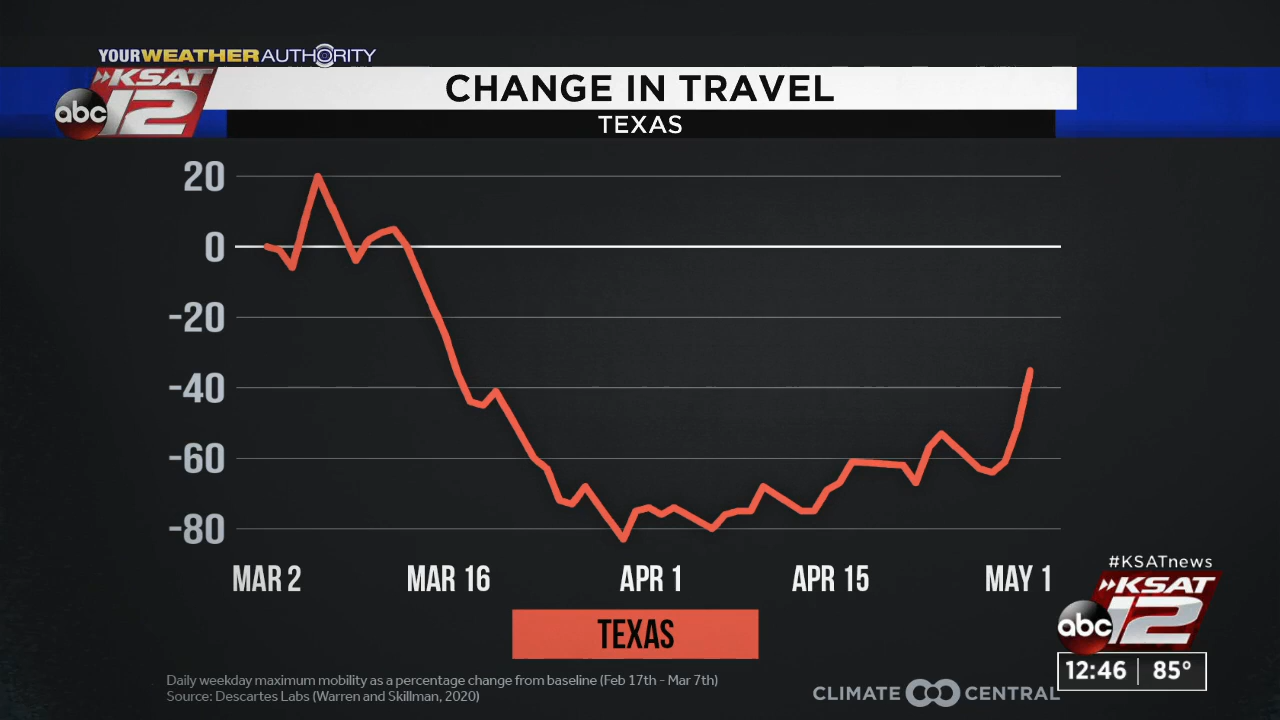 YOURWEATHERAUTHORITY
KSAT
abc 12
CHANGE IN TRAVEL
TEXAS
20
0
-20
-40
-60
-80
MAR 2 MAR 16 APR 1 APR 15 MAY 1
TEXAS
#KSATnews
KSAT
abc 12
12:46 85°
Daily weekday maximum mobility as a percentage change from baseline (Feb 17th - Mar 7th)
Source: Descartes Labs (Warren and Skillman, 2020)
CLIMATE CENTRAL